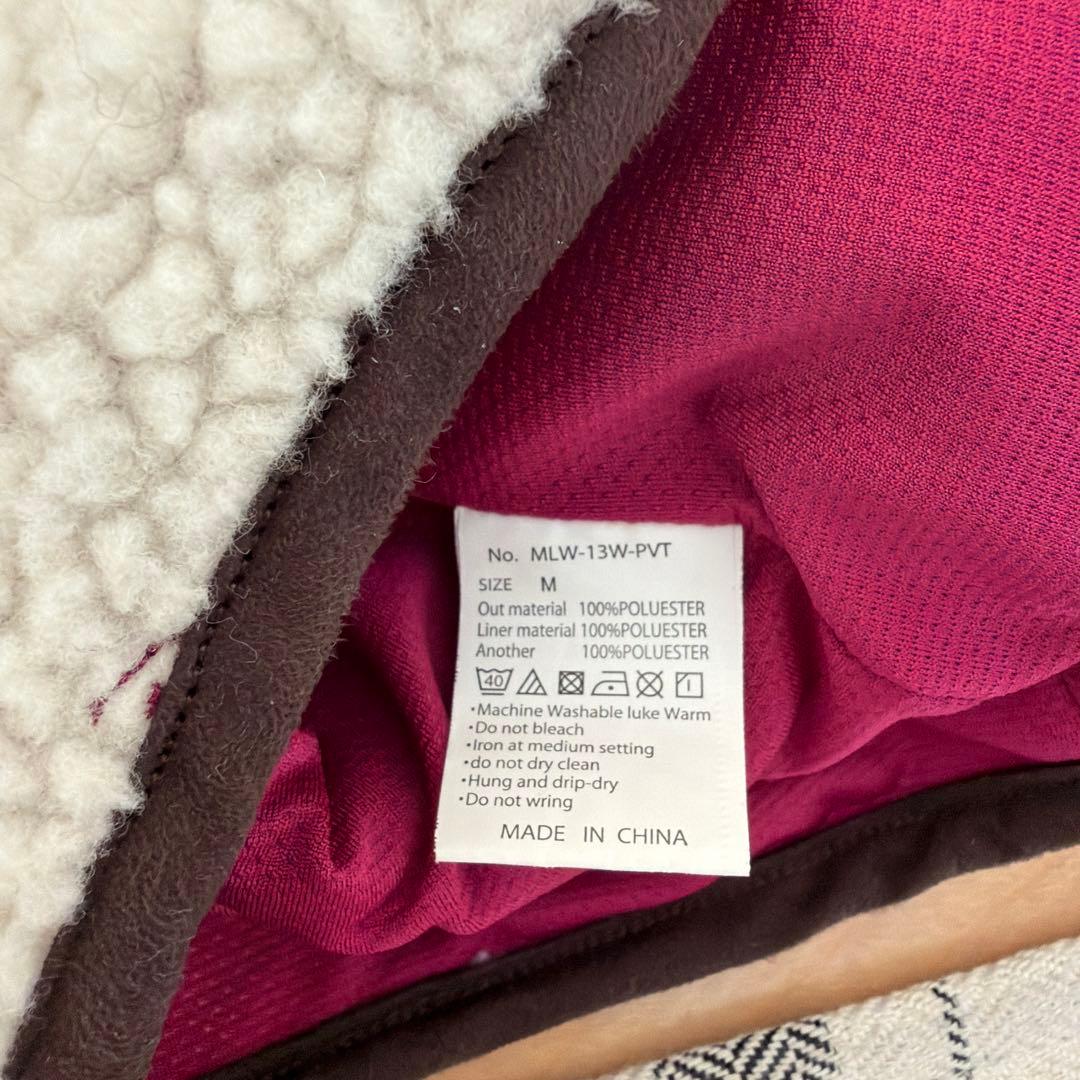 No. MLW-13W-PVT
SIZE M
Out material 100%POLUESTER
Liner material 100%POLUESTER
Another 100%POLUESTER
40
•Machine Washable luke Warm
•Do not bleach
•Iron at medium setting
•do not dry clean
•Hung and drip-dry
•Do not wring
MADE IN CHINA